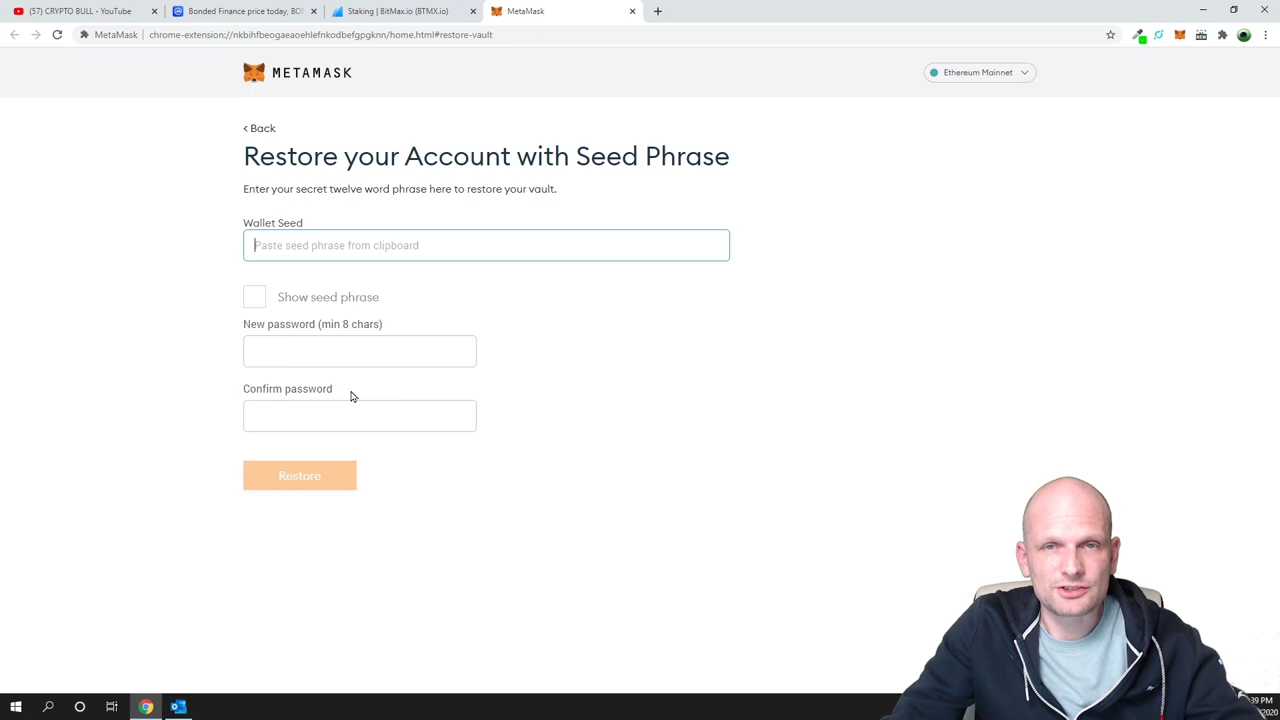 (57) CRYPTO BULL - YouTube
Bonded Finance price today, BD
Staking | BitMax.io (BTMX.io)
MetaMask
MetaMask
chrome-extension://nkbihfbeogaeaoehlefnkodbefgpgknn/home.html#restore-vault
METAMASK
Ethereum Mainnet
< Back
Restore your Account with Seed Phrase
Enter your secret twelve word phrase here to restore your vault.
Wallet Seed
Paste seed phrase from clipboard
Show seed phrase
New password (min 8 chars)
Confirm password
Restore
:39 PM
/2020